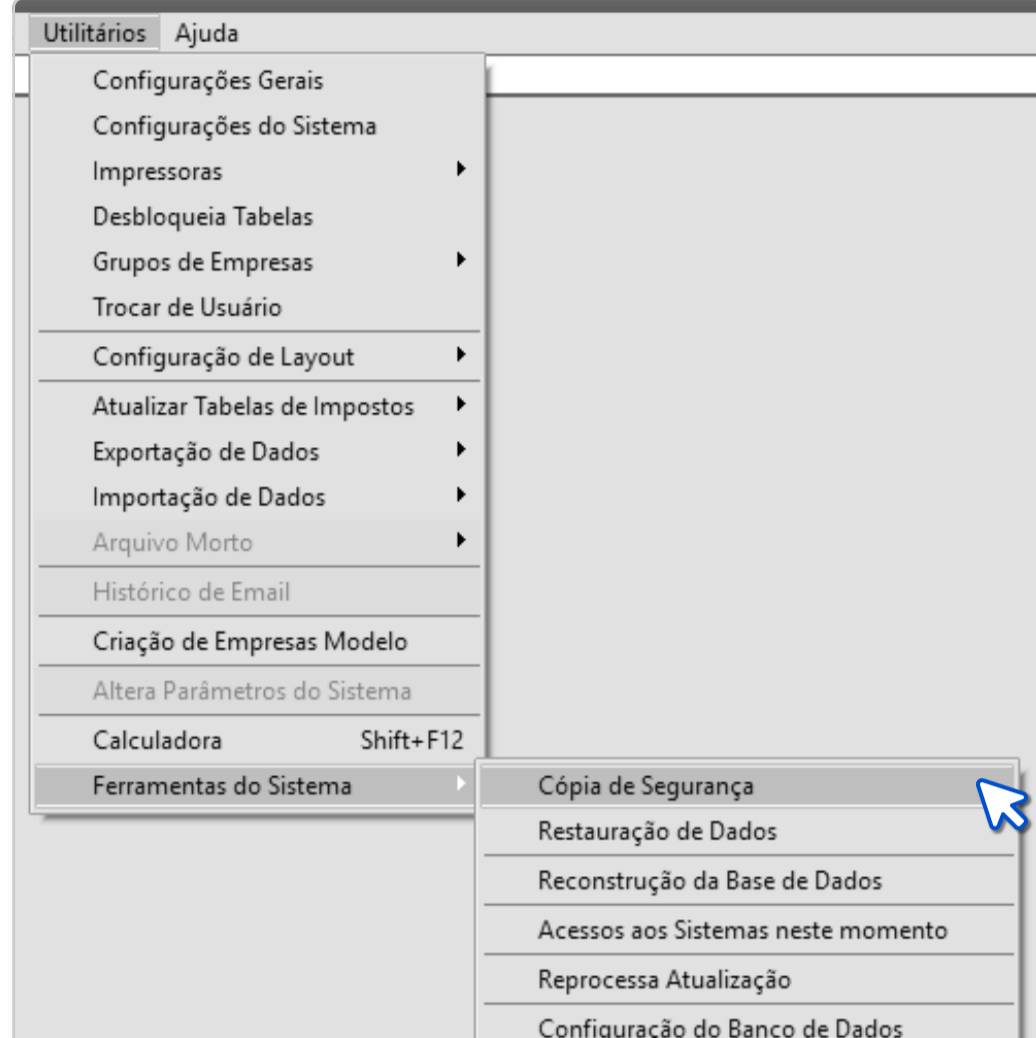 Utilitários Ajuda
Configurações Gerais
Configurações do Sistema
Impressoras
Desbloqueia Tabelas
Grupos de Empresas
Trocar de Usuário
Configuração de Layout
Atualizar Tabelas de Impostos
Exportação de Dados
Importação de Dados
Arquivo Morto
Histórico de Email
Criação de Empresas Modelo
Altera Parâmetros do Sistema
Calculadora Shift+F12
Ferramentas do Sistema
Cópia de Segurança
Restauração de Dados
Reconstrução da Base de Dados
Acessos aos Sistemas neste momento
Reprocessa Atualização
Configuração do Banco de Dados